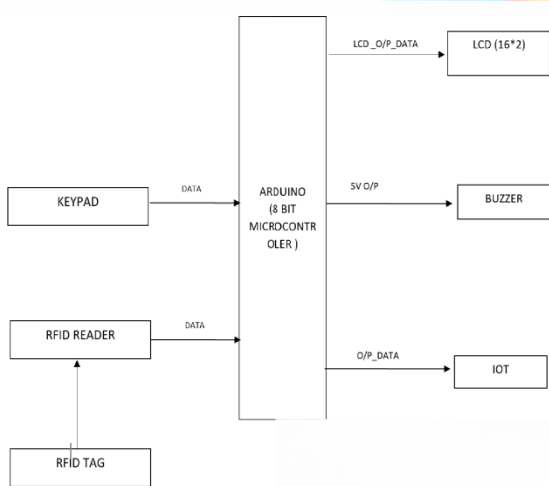 LCD _O/P_DATA
LCD (16*2)
KEYPAD
DATA
ARDUINO
(8 BIT
MICROCONTR
OLER )
5V O/P
BUZZER
RFID READER
DATA
O/P_DATA
IOT
RFID TAG